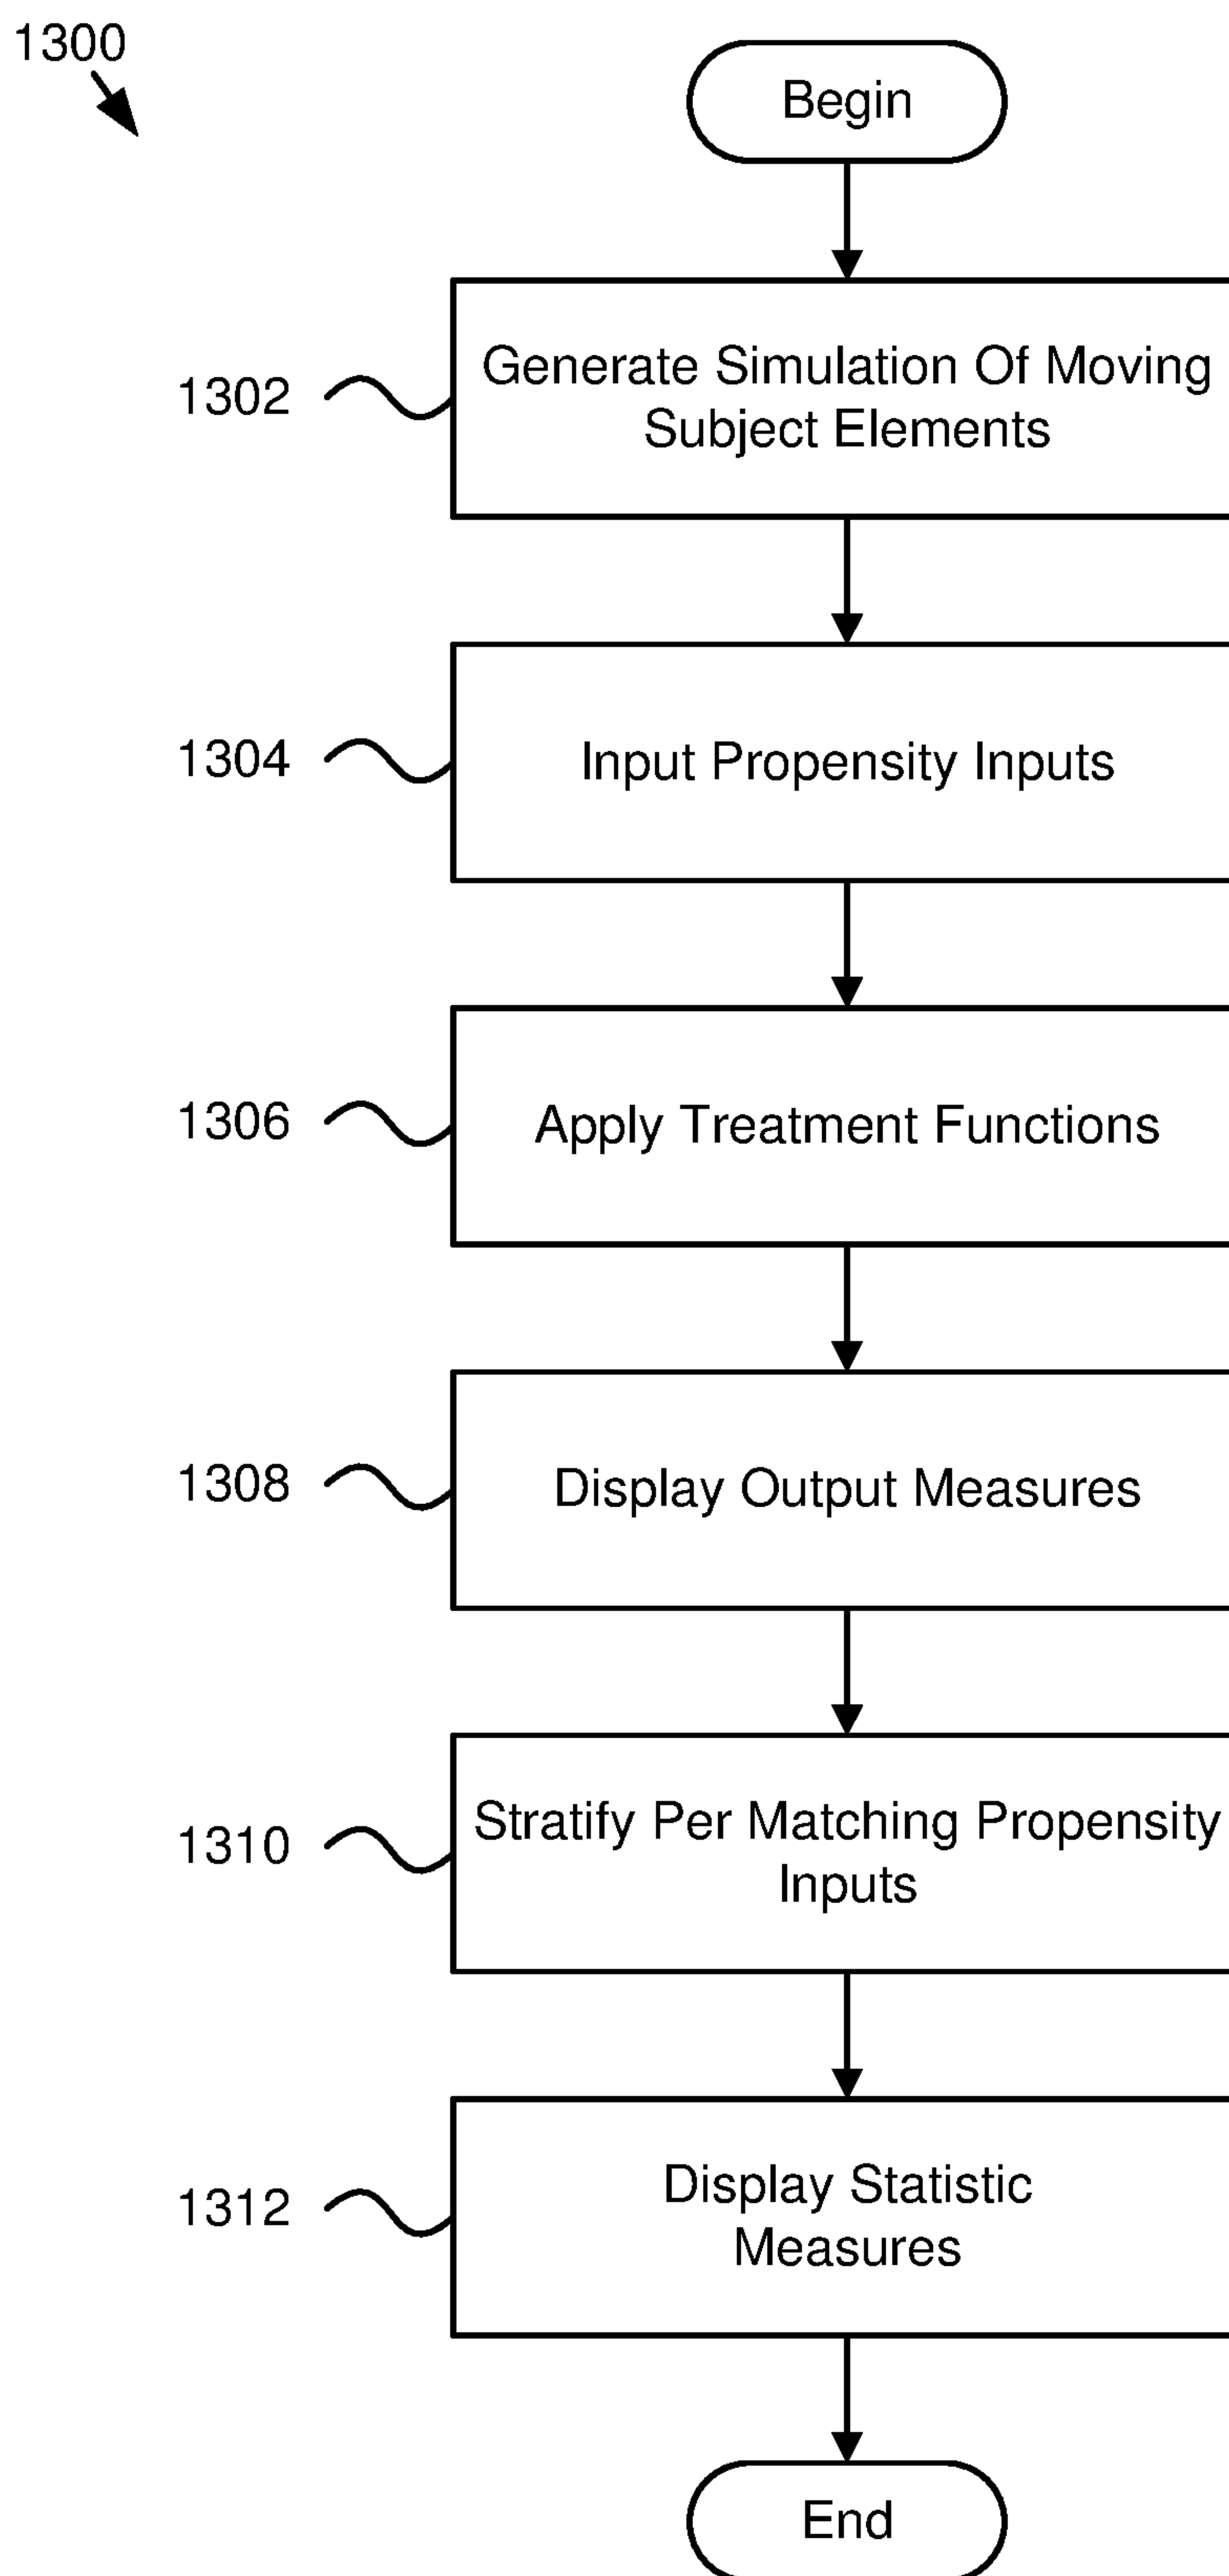 1300
Begin
1302
Generate Simulation Of Moving
Subject Elements
1304
Input Propensity Inputs
1306
Apply Treatment Functions
1308
Display Output Measures
1310
Stratify Per Matching Propensity
Inputs
1312
Display Statistic
Measures
End